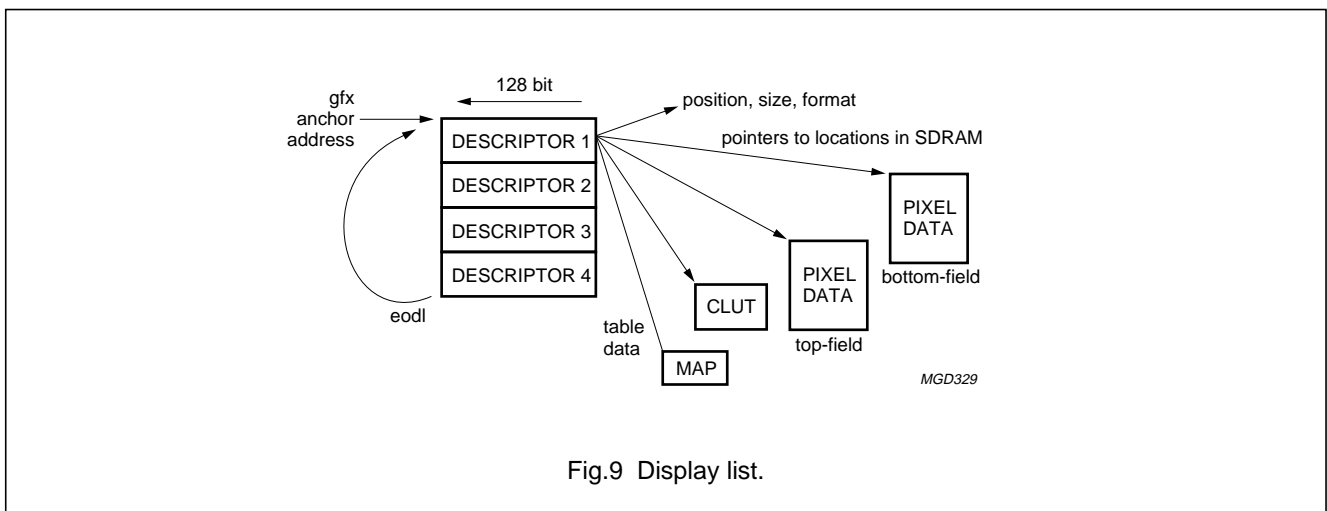 128 bit
gfx
anchor
address
DESCRIPTOR 1
DESCRIPTOR 2
DESCRIPTOR 3
DESCRIPTOR 4
eodl
position, size, format
pointers to locations in SDRAM
PIXEL
DATA
bottom-field
PIXEL
DATA
top-field
CLUT
table
data
MAP
MGD329
Fig.9 Display list.